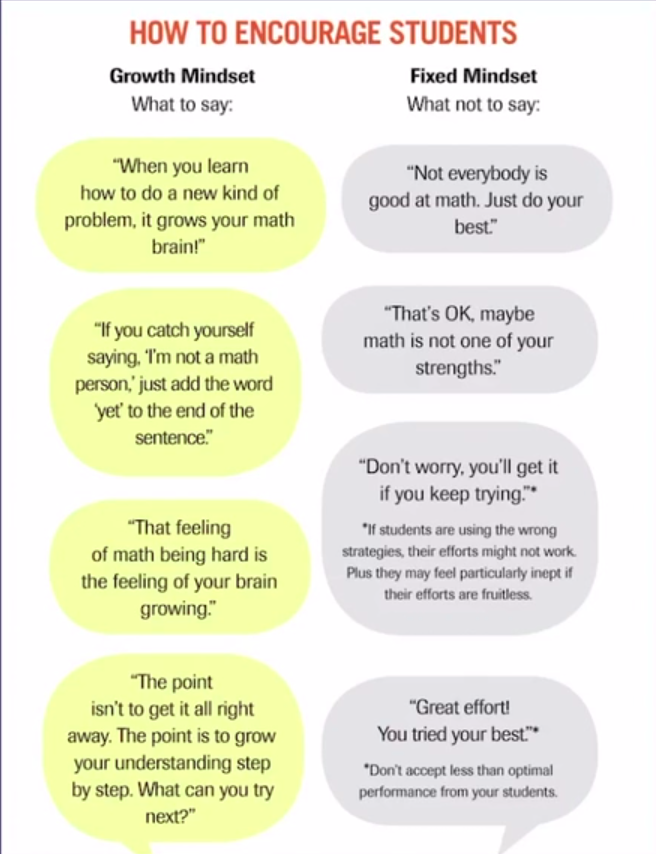 HOW TO ENCOURAGE STUDENTS
Growth Mindset
What to say:
“When you learn
how to do a new kind of
problem, it grows your math
brain!”
“If you catch yourself
saying, ‘I’m not a math
person,’ just add the word
‘yet’ to the end of the
sentence.”
“That feeling
of math being hard is
the feeling of your brain
growing.”
“The point
isn’t to get it all right
away. The point is to grow
your understanding step
by step. What can you try
next?”
Fixed Mindset
What not to say:
“Not everybody is
good at math. Just do your
best.”
“That’s OK, maybe
math is not one of your
strengths.”
“Don’t worry, you’ll get it
if you keep trying.”*
*If students are using the wrong
strategies, their efforts might not work.
Plus they may feel particularly inept if
their efforts are fruitless.
“Great effort!
You tried your best.”*
*Don’t accept less than optimal
performance from your students.